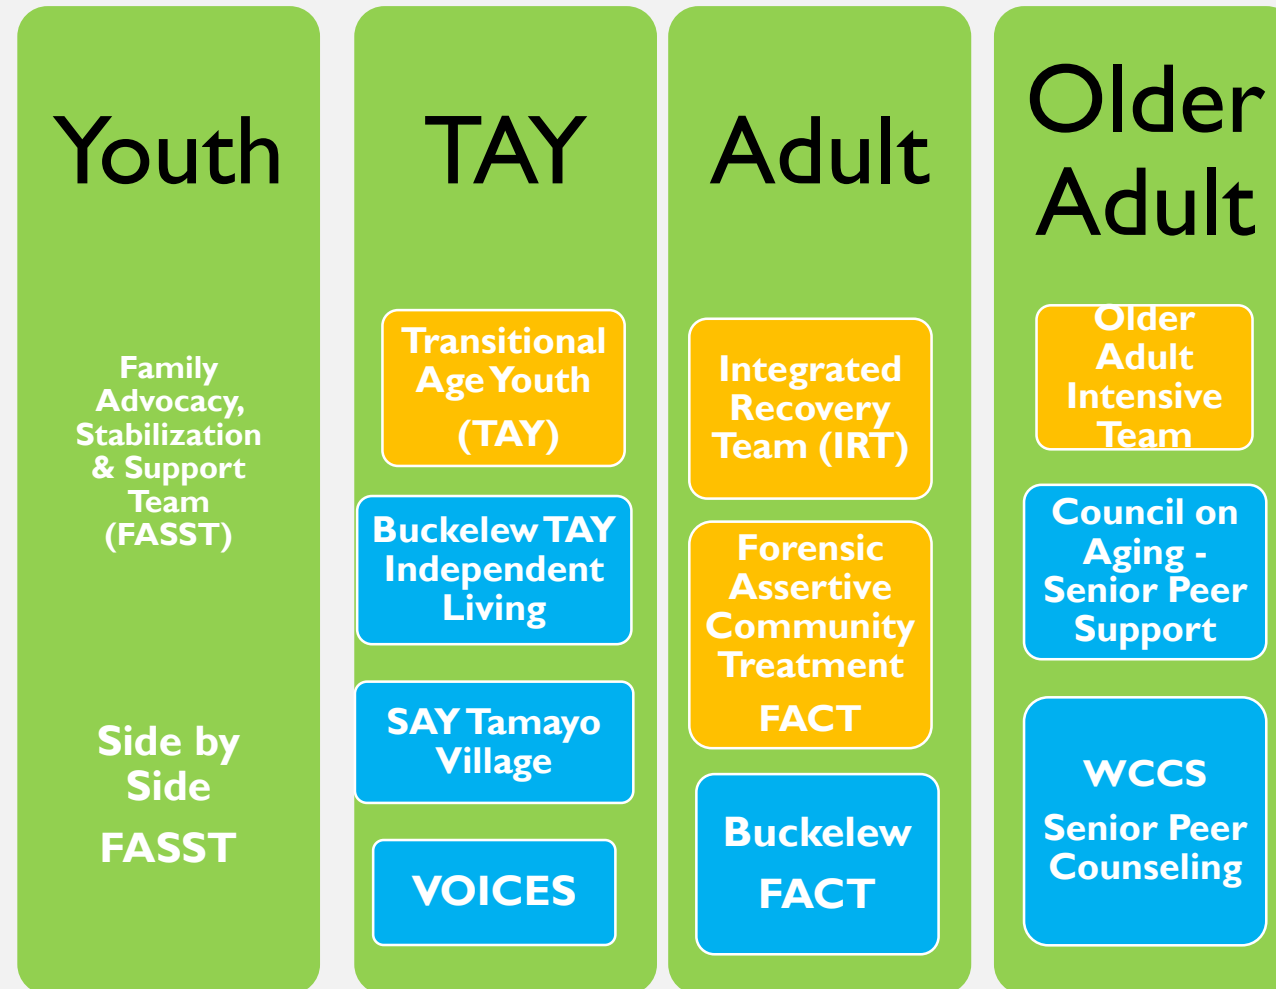 Youth
Family
Advocacy,
Stabilization
& Support
Team
(FASST)
Side by
Side
FASST
TAY
Transitional
Age Youth
(TAY)
Buckelew TAY
Independent
Living
SAY Tamayo
Village
VOICES
Adult
Integrated
Recovery
Team (IRT)
Forensic
Assertive
Community
Treatment
FACT
Buckelew
FACT
Older
Adult
Older
Adult
Intensive
Team
Council on
Aging -
Senior Peer
Support
WCCS
Senior Peer
Counseling